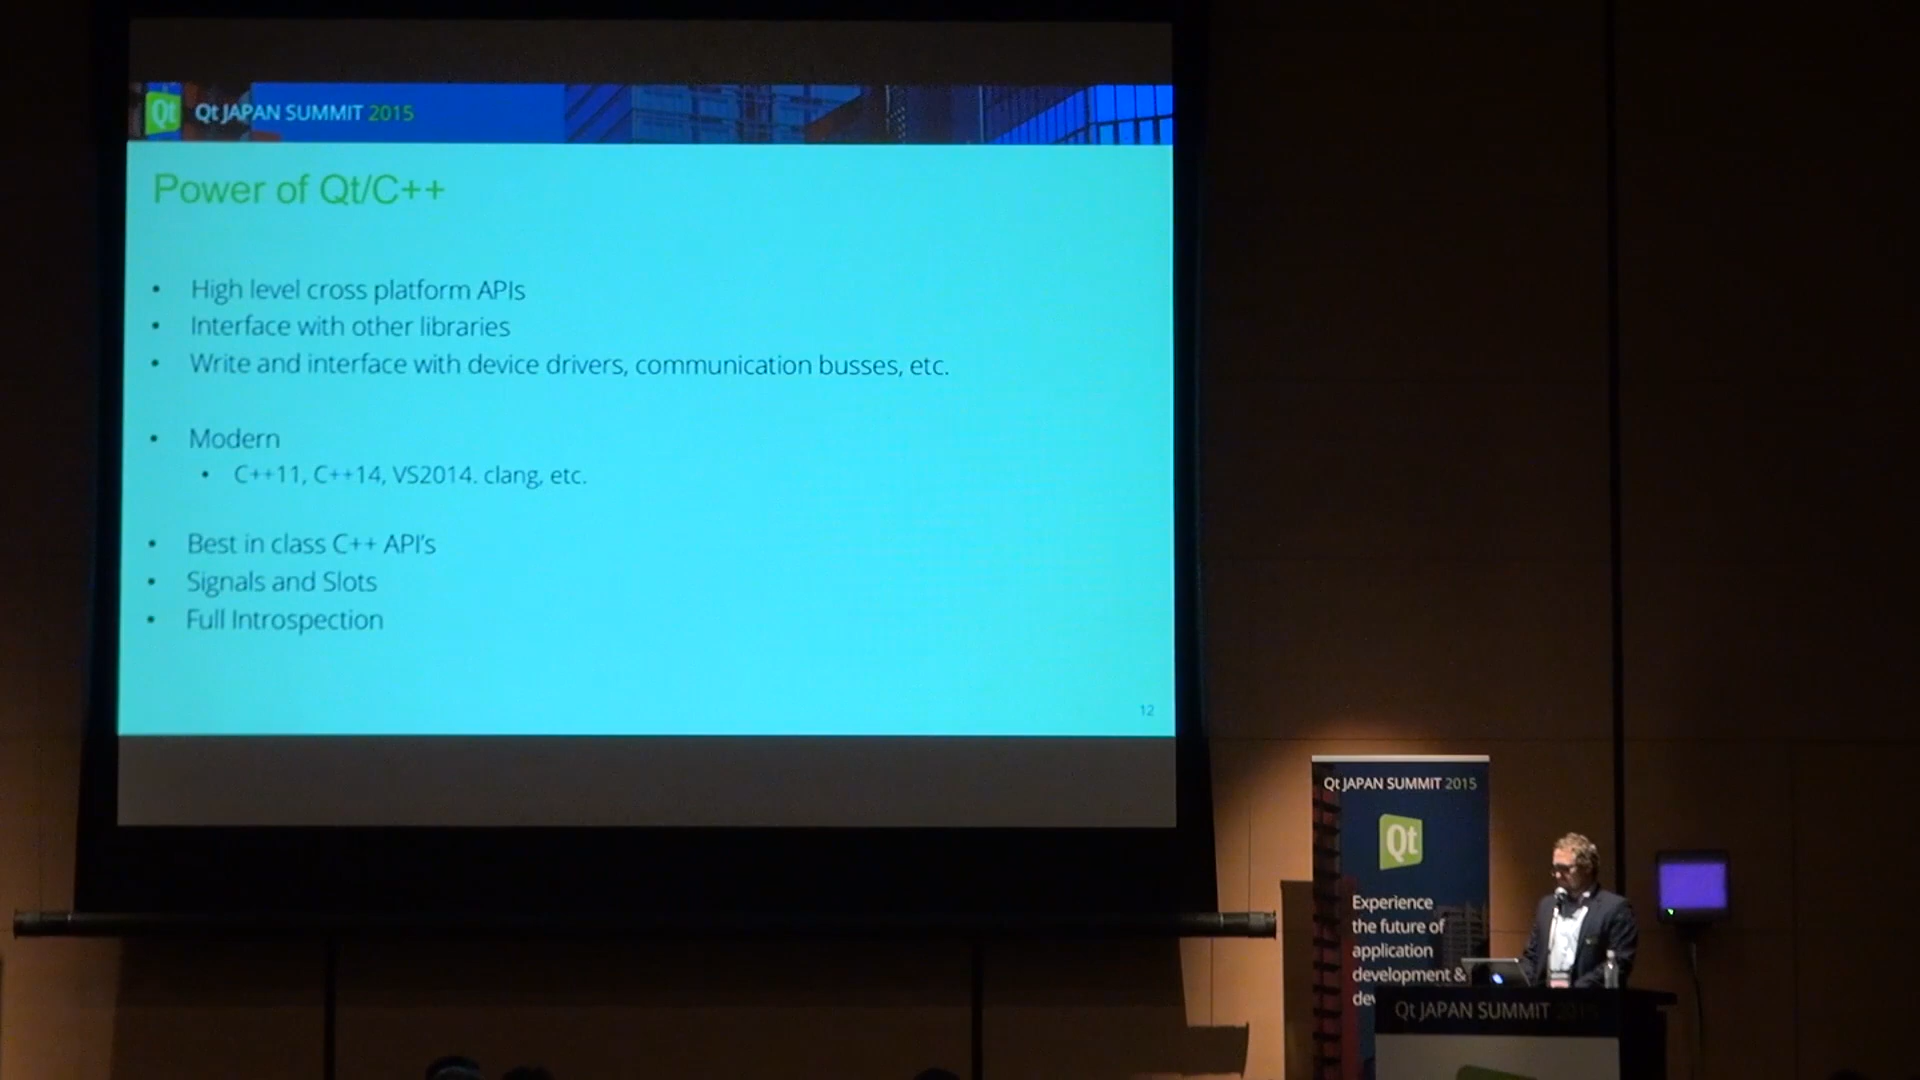 Qt Qt JAPAN SUMMIT 2015
Power of Qt/C++
• High level cross platform APIs
• Interface with other libraries
• Write and interface with device drivers, communication busses, etc.
• Modern
• C++11, C++14, VS2014. clang, etc.
• Best in class C++ API's
• Signals and Slots
• Full Introspection
12
Qt JAPAN SUMMIT 2015
Qt
Experience
the future of
application
development &
Qt JAPAN SUMMIT 2015